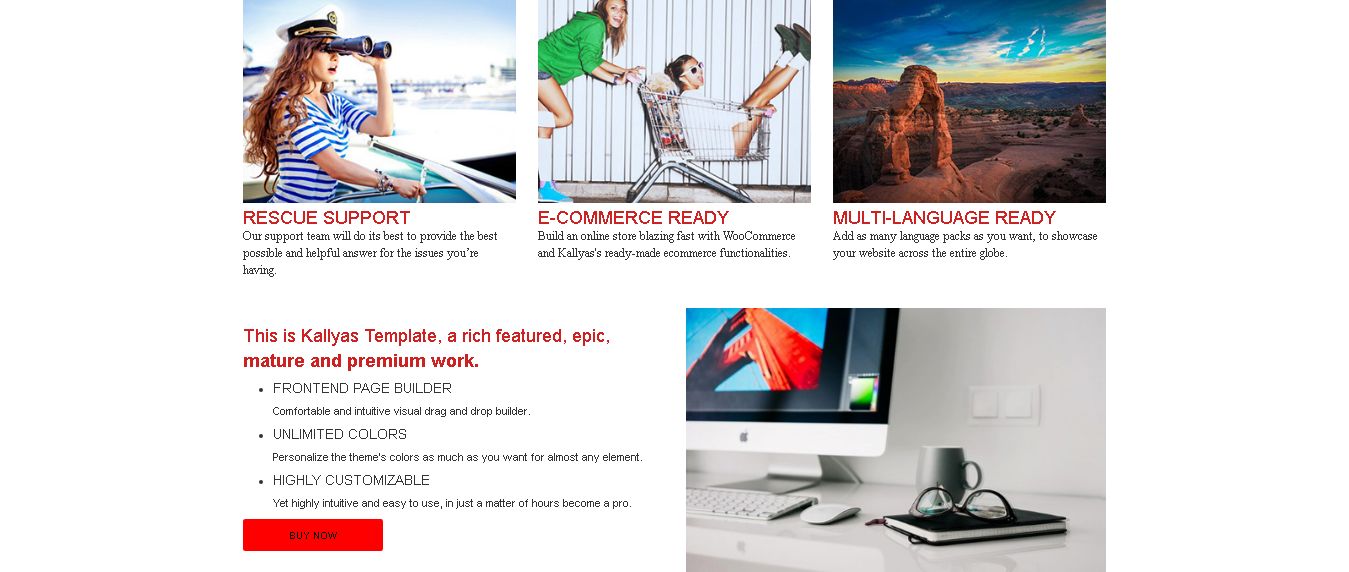 RESCUE SUPPORT
Our support team will do its best to provide the best
possible and helpful answer for the issues you’re
having.
E-COMMERCE READY
Build an online store blazing fast with WooCommerce
and Kallyas's ready-made ecommerce functionalities.
MULTI-LANGUAGE READY
Add as many language packs as you want, to showcase
your website across the entire globe.
This is Kallyas Template, a rich featured, epic,
mature and premium work.
FRONTEND PAGE BUILDER
Comfortable and intuitive visual drag and drop builder.
UNLIMITED COLORS
Personalize the theme's colors as much as you want for almost any element.
HIGHLY CUSTOMIZABLE
Yet highly intuitive and easy to use, in just a matter of hours become a pro.
BUY NOW